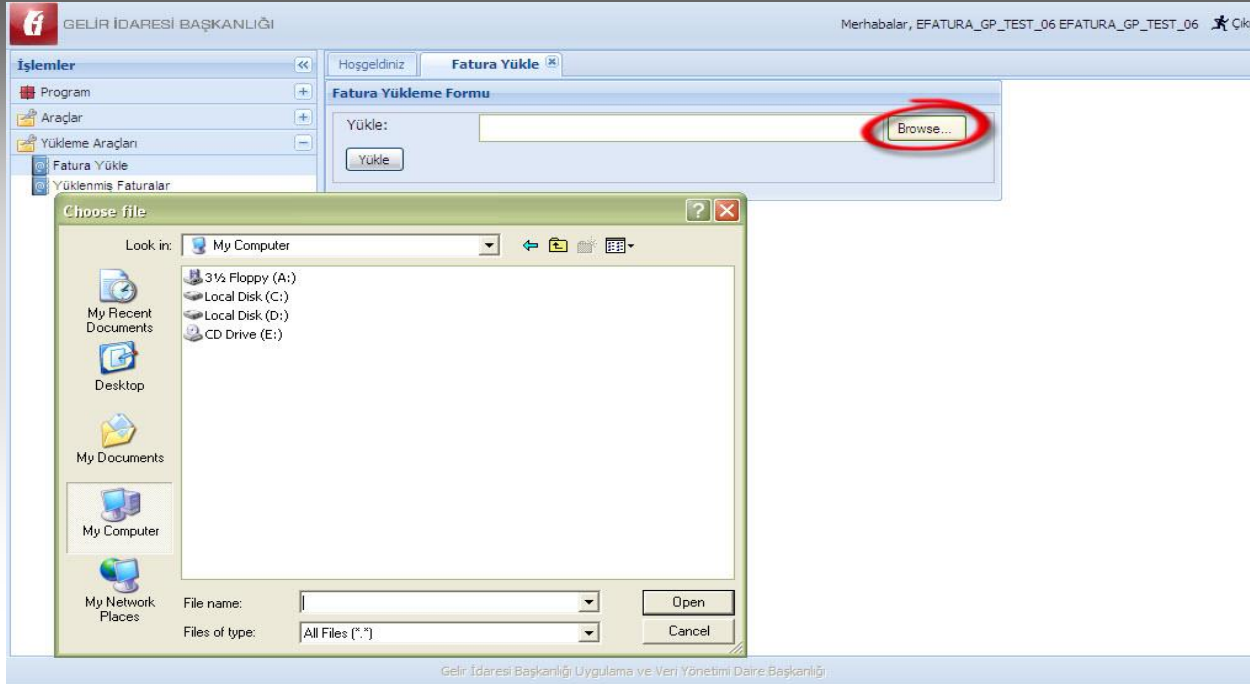 GELİR İDARESİ BAŞKANLIĞI
Merhabalar, EFATURA_GP_TEST_06 EFATURA_GP_TEST_06
İşlemler
Program
Araçlar
Yükleme Araçları
Fatura Yükle
Yüklenmiş Faturalar
Hoşgeldiniz
Fatura Yükle
Fatura Yükleme Formu
Yükle:
Browse...
Yükle
Choose file
Look in:
My Computer
3½ Floppy (A:)
Local Disk (C:)
Local Disk (D:)
CD Drive (E:)
My Recent
Documents
Desktop
My Documents
My Computer
My Network
Places
File name:
Open
Files of type:
All Files (*.*)
Cancel
Gelir İdaresi Başkanlığı Uygulama ve Veri Yönetimi Daire Başkanlığı